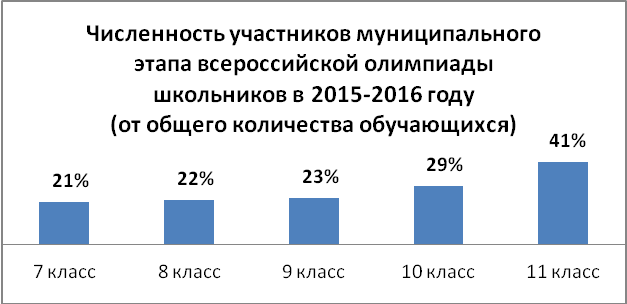 Численность участников муниципального
этапа всероссийской олимпиады
школьников в 2015-2016 году
(от общего количества обучающихся)
21% 22% 23% 29% 41%
7 класс 8 класс 9 класс 10 класс 11 класс